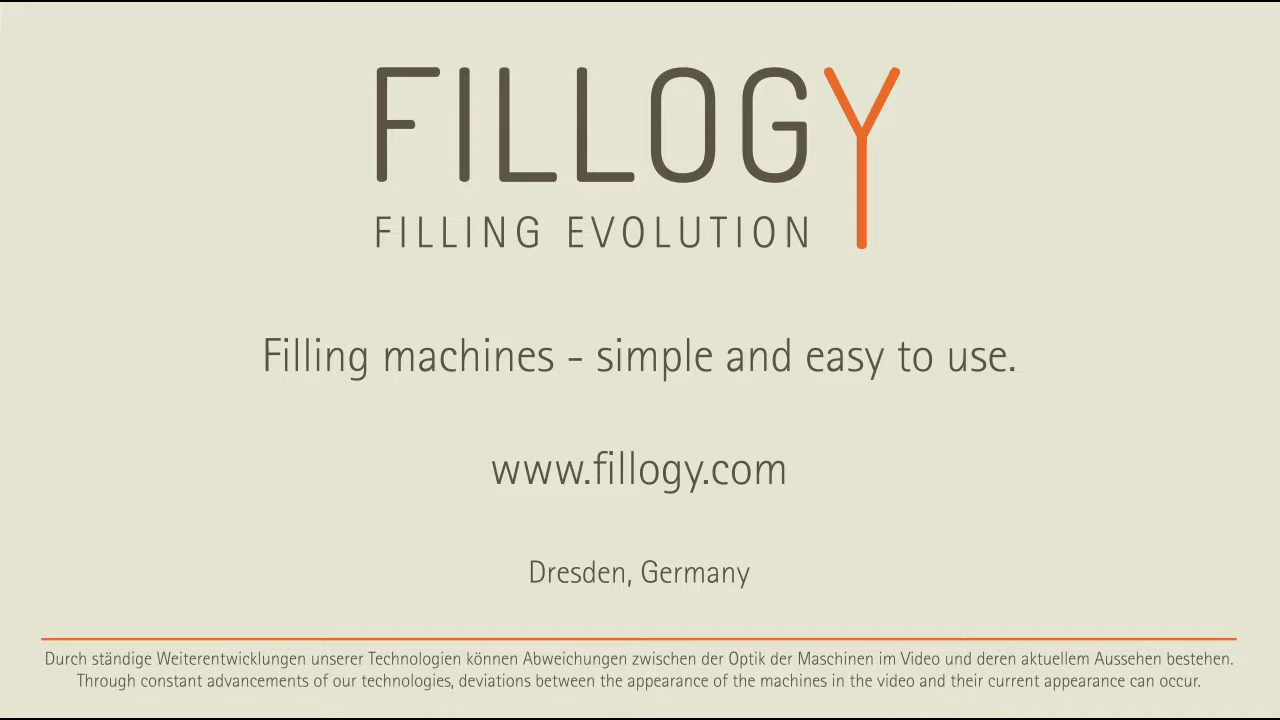 FILLOGY
FILLING EVOLUTION
Filling machines - simple and easy to use.
www.fillogy.com
Dresden, Germany
Durch ständige Weiterentwicklungen unserer Technologien können Abweichungen zwischen der Optik der Maschinen im Video und deren aktuellem Aussehen bestehen.
Through constant advancements of our technologies, deviations between the appearance of the machines in the video and their current appearance can occur.